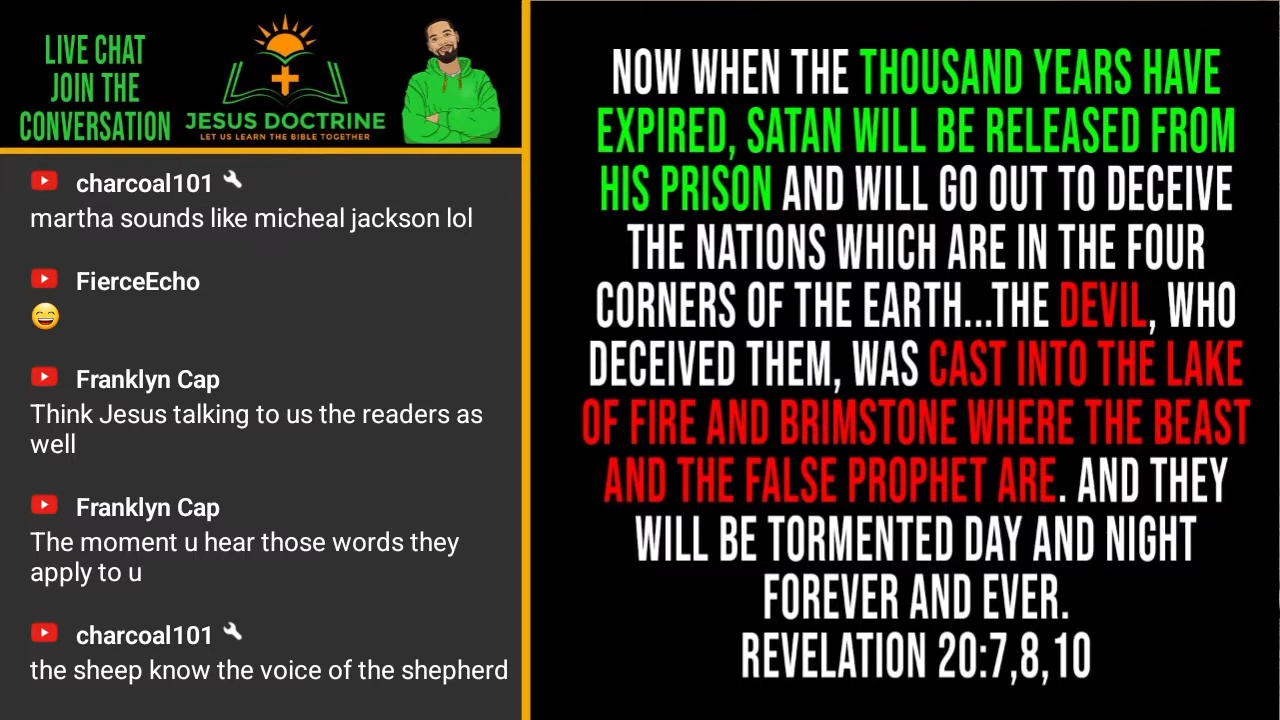 LIVE CHAT
JOIN THE
CONVERSATION
JESUS DOCTRINE
LET US LEARN THE BIBLE TOGETHER
charcoal101
martha sounds like micheal jackson lol
FierceEcho
😄
Franklyn Cap
Think Jesus talking to us the readers as
well
Franklyn Cap
The moment u hear those words they
apply to u
charcoal101
the sheep know the voice of the shepherd
NOW WHEN THE THOUSAND YEARS HAVE
EXPIRED, SATAN WILL BE RELEASED FROM
HIS PRISON AND WILL GO OUT TO DECEIVE
THE NATIONS WHICH ARE IN THE FOUR
CORNERS OF THE EARTH...THE DEVIL, WHO
DECEIVED THEM, WAS CAST INTO THE LAKE
OF FIRE AND BRIMSTONE WHERE THE BEAST
AND THE FALSE PROPHET ARE. AND THEY
WILL BE TORMENTED DAY AND NIGHT
FOREVER AND EVER.
REVELATION 20:7,8,10